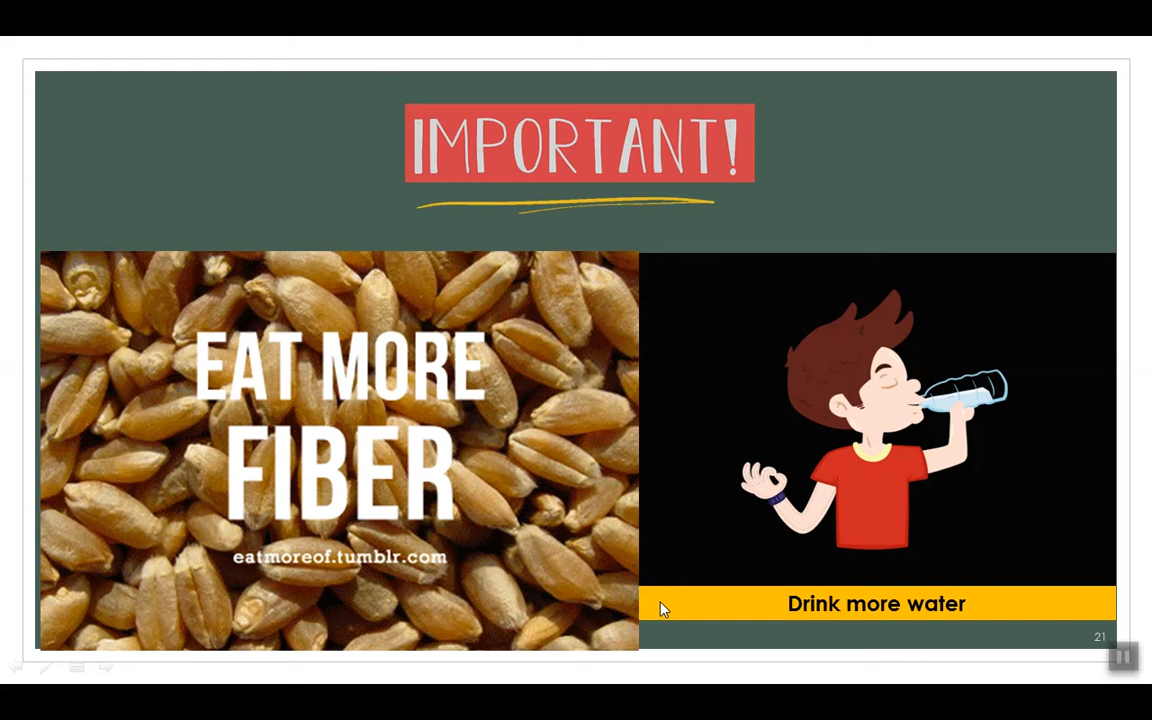 IMPORTANT!
EAT MORE
FIBER
eatmoreof.tumblr.com
Drink more water
21